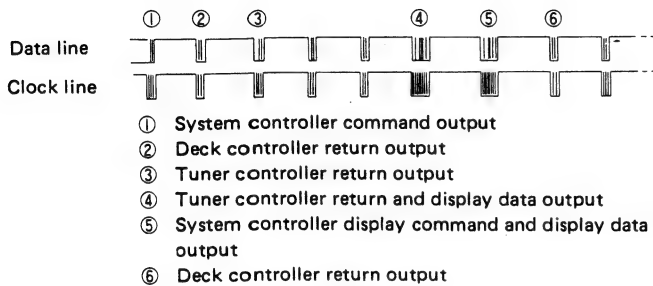 ① ② ③ ④ ⑤ ⑥
Data line
Clock line
① System controller command output
② Deck controller return output
③ Tuner controller return output
④ Tuner controller return and display data output
⑤ System controller display command and display data
output
⑥ Deck controller return output